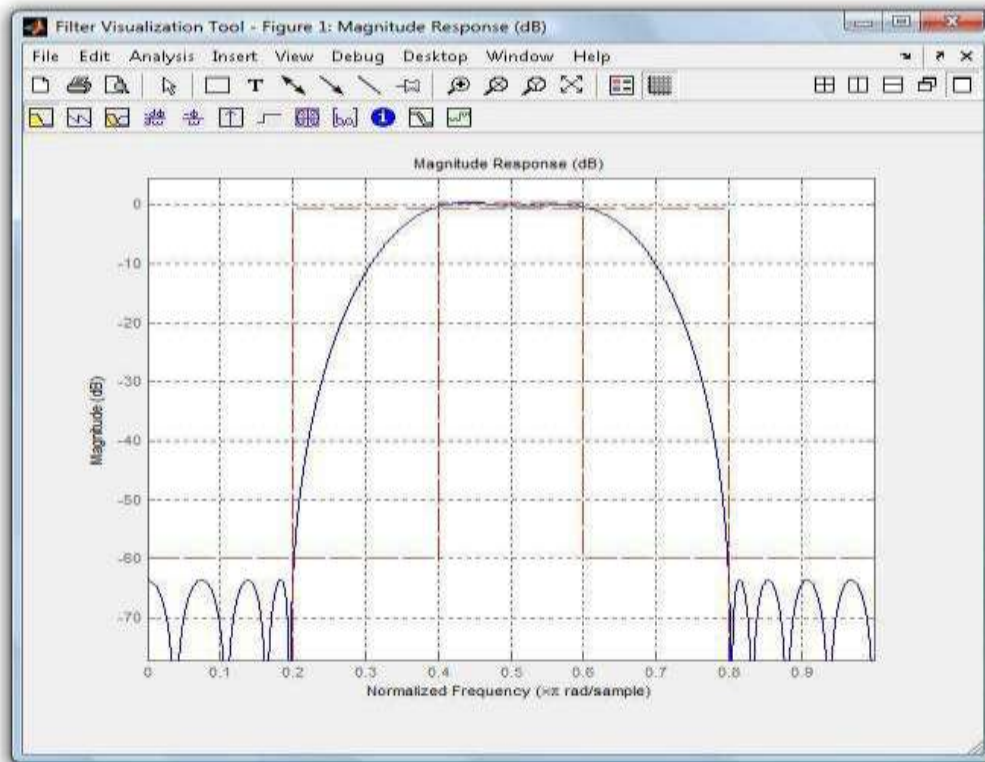 Filter Visualization Tool - Figure 1: Magnitude Response (dB)
File Edit Analysis Insert View Debug Desktop Window Help
T
[b,a] 1
Magnitude Response (dB)
0
-10
-20
-30
-40
-50
-60
-70
Magnitude (dB)
0 0.1 0.2 0.3 0.4 0.5 0.6 0.7 0.8 0.9
Normalized Frequency (×π rad/sample)